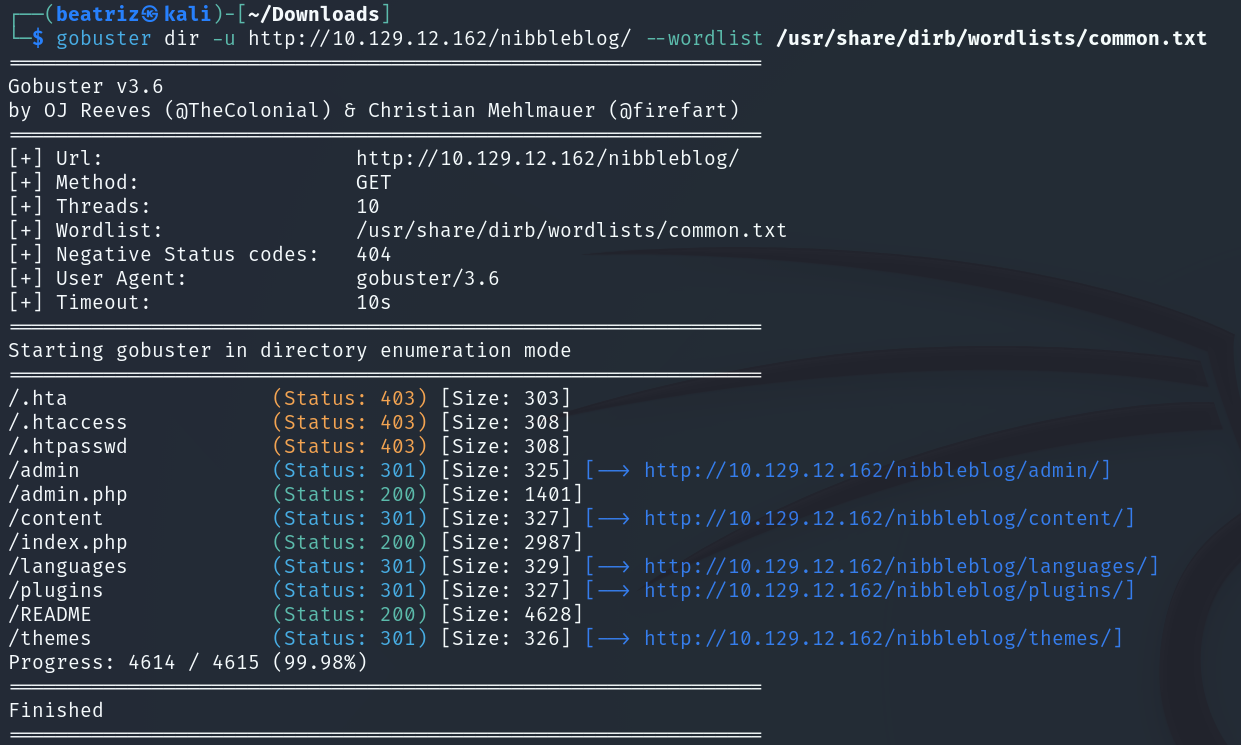 ┌──(beatriz㉿kali)-[~/Downloads]
└─$ gobuster dir -u http://10.129.12.162/nibbleblog/ --wordlist /usr/share/dirb/wordlists/common.txt
===============================================================
Gobuster v3.6
by OJ Reeves (@TheColonial) & Christian Mehlmauer (@firefart)
===============================================================
[+] Url:                     http://10.129.12.162/nibbleblog/
[+] Method:                  GET
[+] Threads:                 10
[+] Wordlist:                /usr/share/dirb/wordlists/common.txt
[+] Negative Status codes:   404
[+] User Agent:              gobuster/3.6
[+] Timeout:                 10s
===============================================================
Starting gobuster in directory enumeration mode
===============================================================
/.hta                 (Status: 403) [Size: 303]
/.htaccess            (Status: 403) [Size: 308]
/.htpasswd            (Status: 403) [Size: 308]
/admin                (Status: 301) [Size: 325] [--> http://10.129.12.162/nibbleblog/admin/]
/admin.php            (Status: 200) [Size: 1401]
/content              (Status: 301) [Size: 327] [--> http://10.129.12.162/nibbleblog/content/]
/index.php            (Status: 200) [Size: 2987]
/languages            (Status: 301) [Size: 329] [--> http://10.129.12.162/nibbleblog/languages/]
/plugins              (Status: 301) [Size: 327] [--> http://10.129.12.162/nibbleblog/plugins/]
/README               (Status: 200) [Size: 4628]
/themes               (Status: 301) [Size: 326] [--> http://10.129.12.162/nibbleblog/themes/]
Progress: 4614 / 4615 (99.98%)
===============================================================
Finished
===============================================================